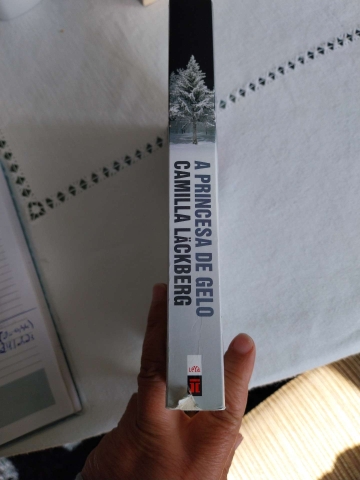 A PRINCESA DE GELO
CAMILLA LÄCKBERG